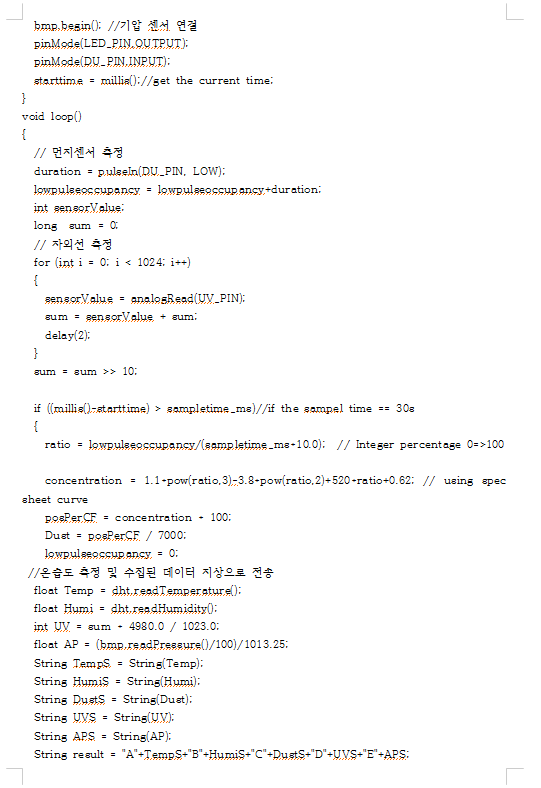 bmp.begin(); //기압 센서 연결
pinMode(LED_PIN,OUTPUT);
pinMode(DU_PIN,INPUT);
starttime = millis();//get the current time;
}
void loop()
{
// 먼지센서 측정
duration = pulseIn(DU_PIN, LOW);
lowpulseoccupancy = lowpulseoccupancy+duration;
int sensorValue;
long  sum = 0;
// 자외선 측정
for (int i = 0; i < 1024; i++)
{
sensorValue = analogRead(UV_PIN);
sum = sensorValue + sum;
delay(2);
}
sum = sum >> 10;
if ((millis()-starttime) > sampletime_ms)//if the sampel time == 30s
{
ratio = lowpulseoccupancy/(sampletime_ms*10.0);  // Integer percentage 0=>100
concentration = 1.1*pow(ratio,3)-3.8*pow(ratio,2)+520*ratio+0.62; // using spec
sheet curve
pcsPerCF = concentration * 100;
Dust = pcsPerCF / 7000;
lowpulseoccupancy = 0;
//온습도 측정 및 수집된 데이터 지상으로 전송
float Temp = dht.readTemperature();
float Humi = dht.readHumidity();
int UV = sum * 4980.0 / 1023.0;
float AP = (bmp.readPressure()/100)/1013.25;
String TempS = String(Temp);
String HumiS = String(Humi);
String DustS = String(Dust);
String UVS = String(UV);
String APS = String(AP);
String result = "A"+TempS+"B"+HumiS+"C"+DustS+"D"+UVS+"E"+APS;